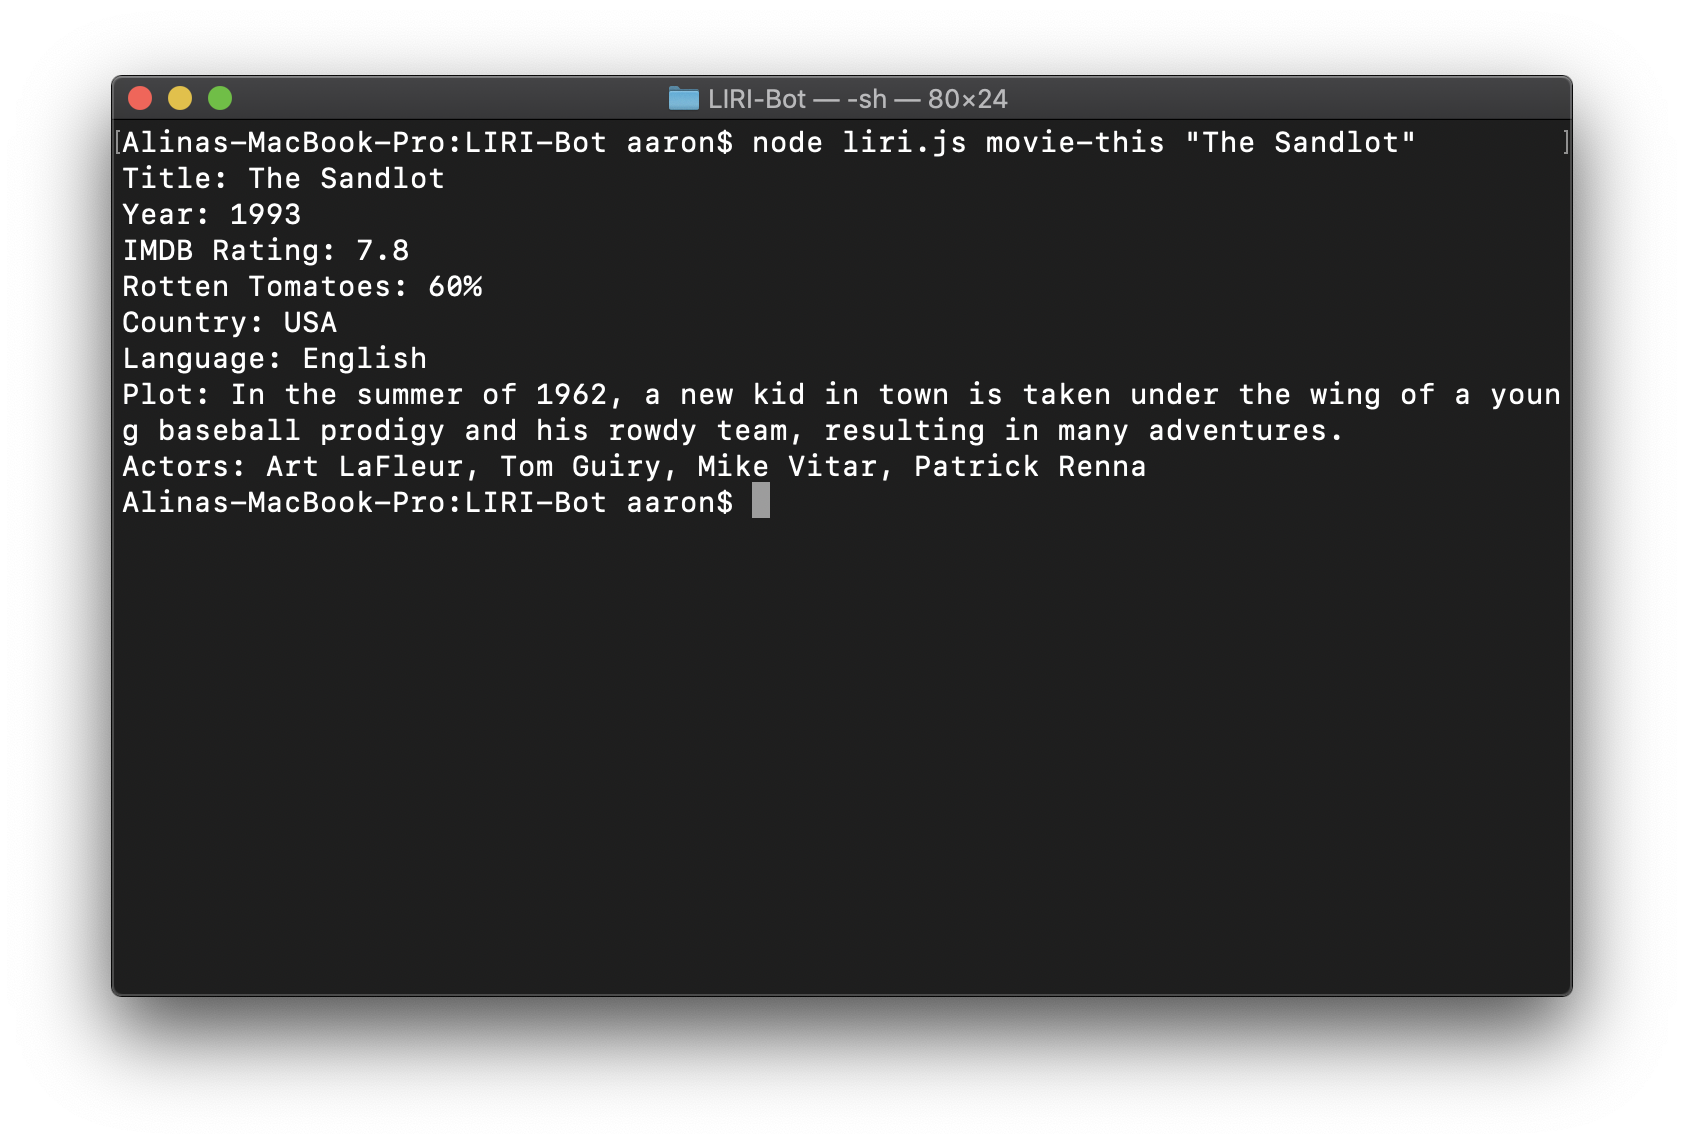 LIRI-Bot — -sh — 80×24
[Alinas-MacBook-Pro:LIRI-Bot aaron$ node liri.js movie-this "The Sandlot" ]
Title: The Sandlot
Year: 1993
IMDB Rating: 7.8
Rotten Tomatoes: 60%
Country: USA
Language: English
Plot: In the summer of 1962, a new kid in town is taken under the wing of a youn
g baseball prodigy and his rowdy team, resulting in many adventures.
Actors: Art LaFleur, Tom Guiry, Mike Vitar, Patrick Renna
Alinas-MacBook-Pro:LIRI-Bot aaron$